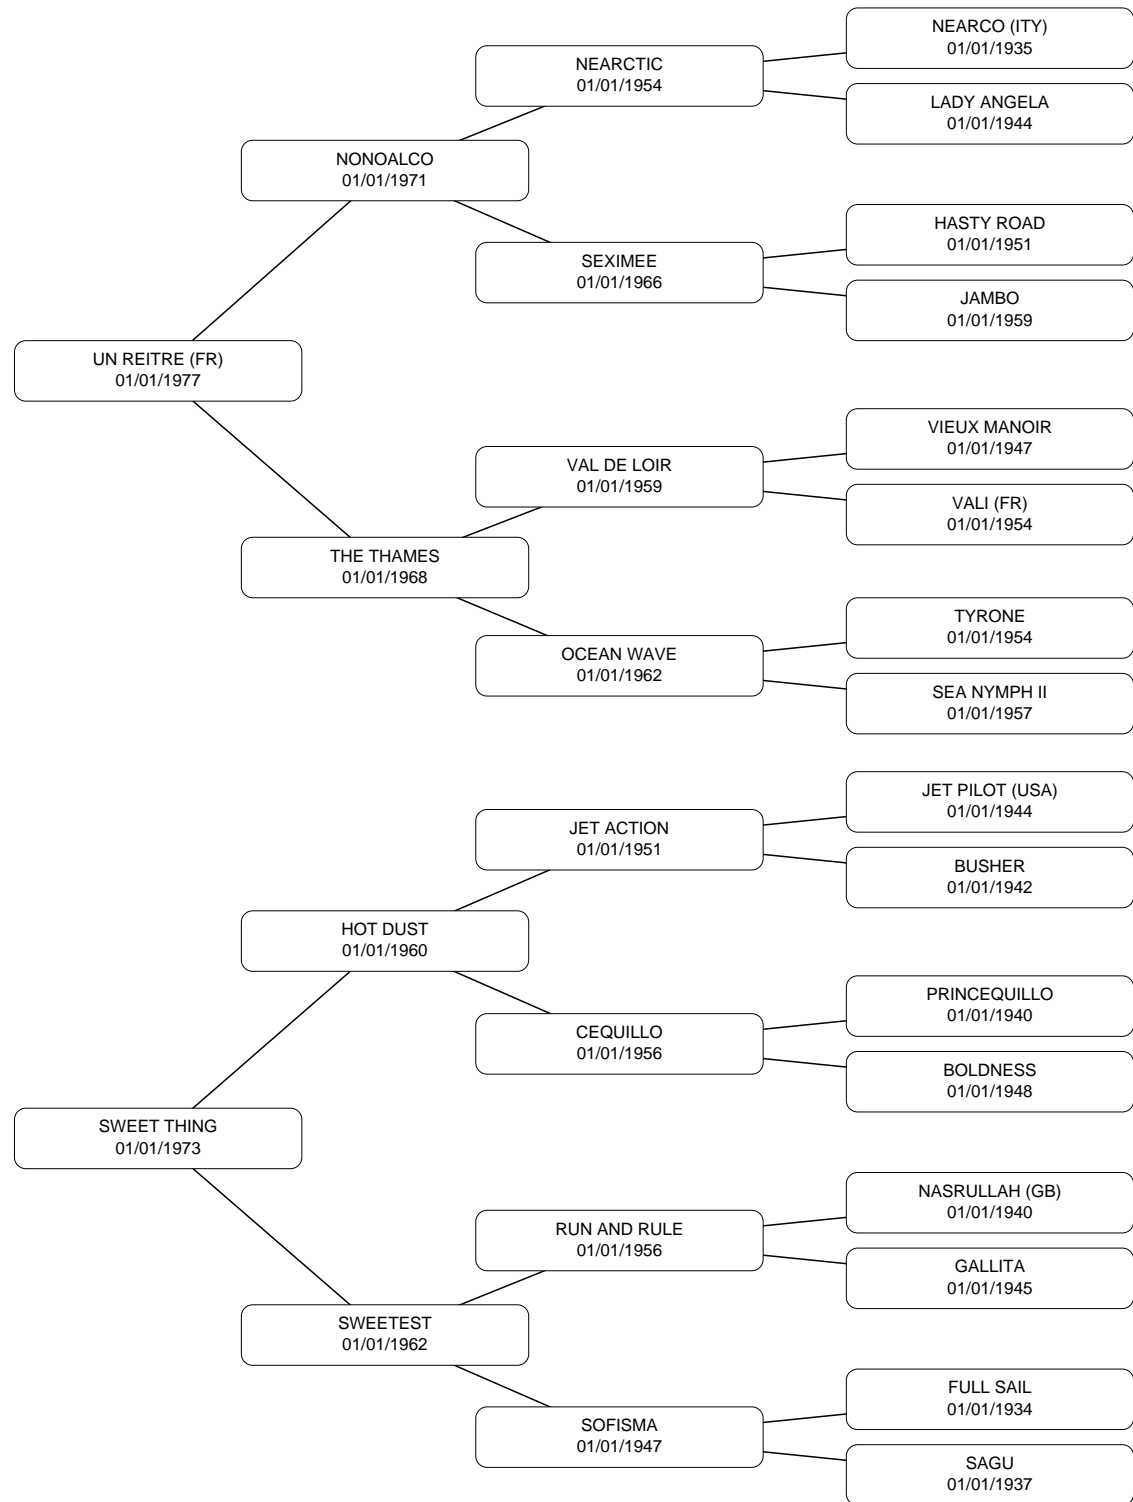 NEARCO (ITY)
01/01/1935
NEARCTIC
01/01/1954
LADY ANGELA
01/01/1944
NONOALCO
01/01/1971
HASTY ROAD
01/01/1951
SEXIMEE
01/01/1966
JAMBO
01/01/1959
UN REITRE (FR)
01/01/1977
VIEUX MANOIR
01/01/1947
VAL DE LOIR
01/01/1959
VALI (FR)
01/01/1954
THE THAMES
01/01/1968
TYRONE
01/01/1954
OCEAN WAVE
01/01/1962
SEA NYMPH II
01/01/1957
JET PILOT (USA)
01/01/1944
JET ACTION
01/01/1951
BUSHER
01/01/1942
HOT DUST
01/01/1960
PRINCEQUILLO
01/01/1940
CEQUILLO
01/01/1956
BOLDNESS
01/01/1948
SWEET THING
01/01/1973
NASRULLAH (GB)
01/01/1940
RUN AND RULE
01/01/1956
GALLITA
01/01/1945
SWEETEST
01/01/1962
FULL SAIL
01/01/1934
SOFISMA
01/01/1947
SAGU
01/01/1937